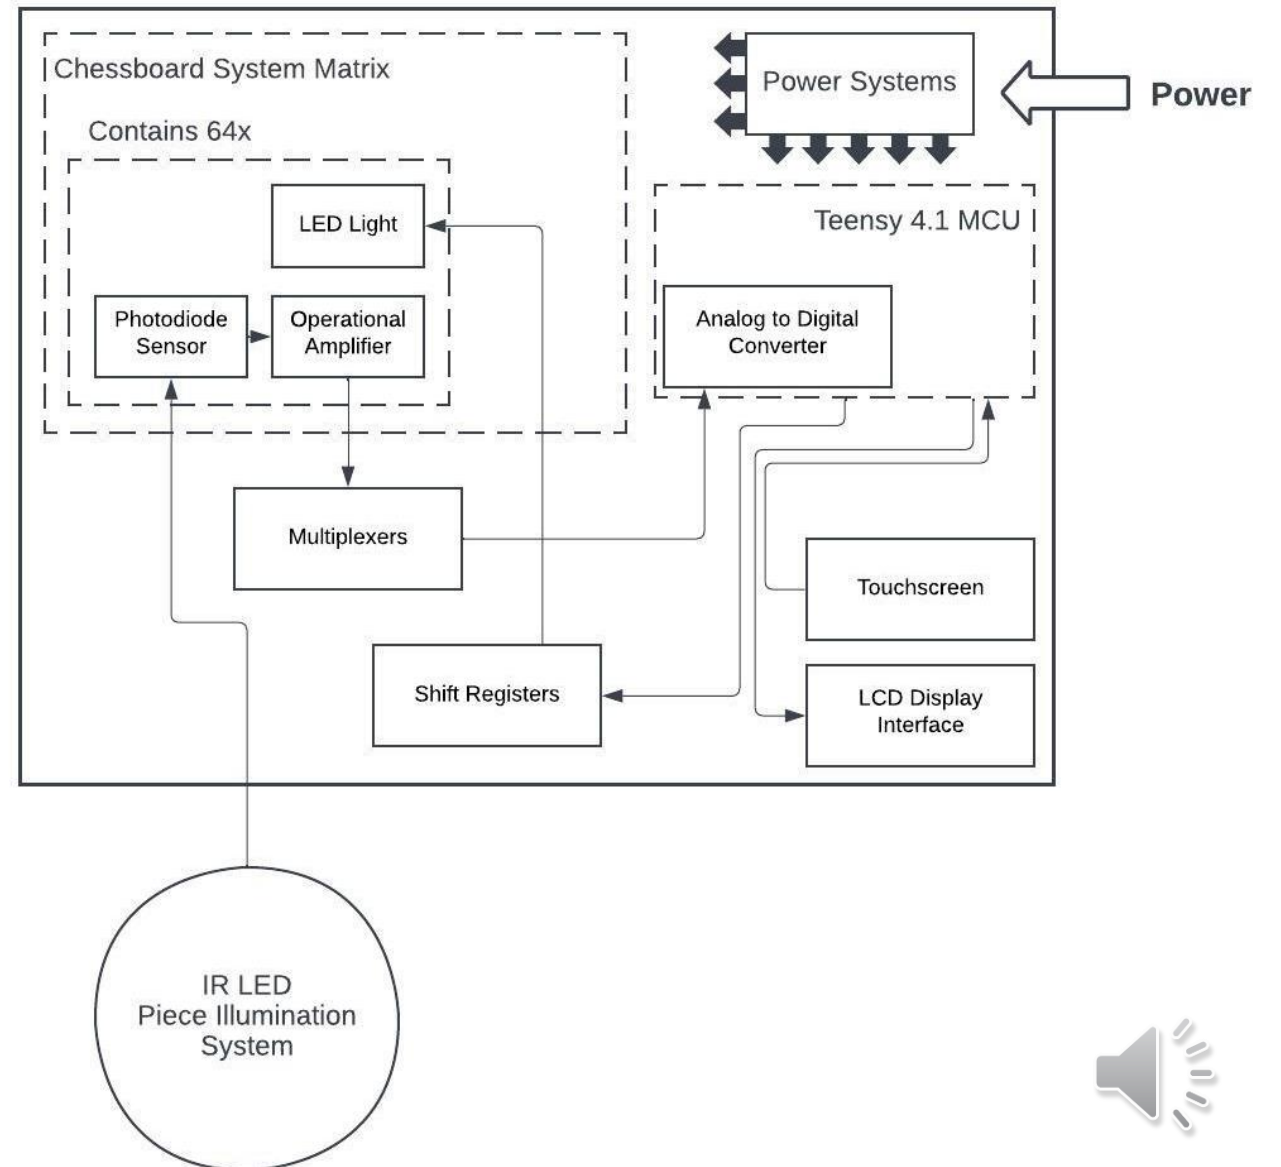 Chessboard System Matrix
Contains 64x
LED Light
Photodiode
Sensor
Operational
Amplifier
Power Systems
Power
Teensy 4.1 MCU
Analog to Digital
Converter
Multiplexers
Touchscreen
Shift Registers
LCD Display
Interface
IR LED
Piece Illumination
System